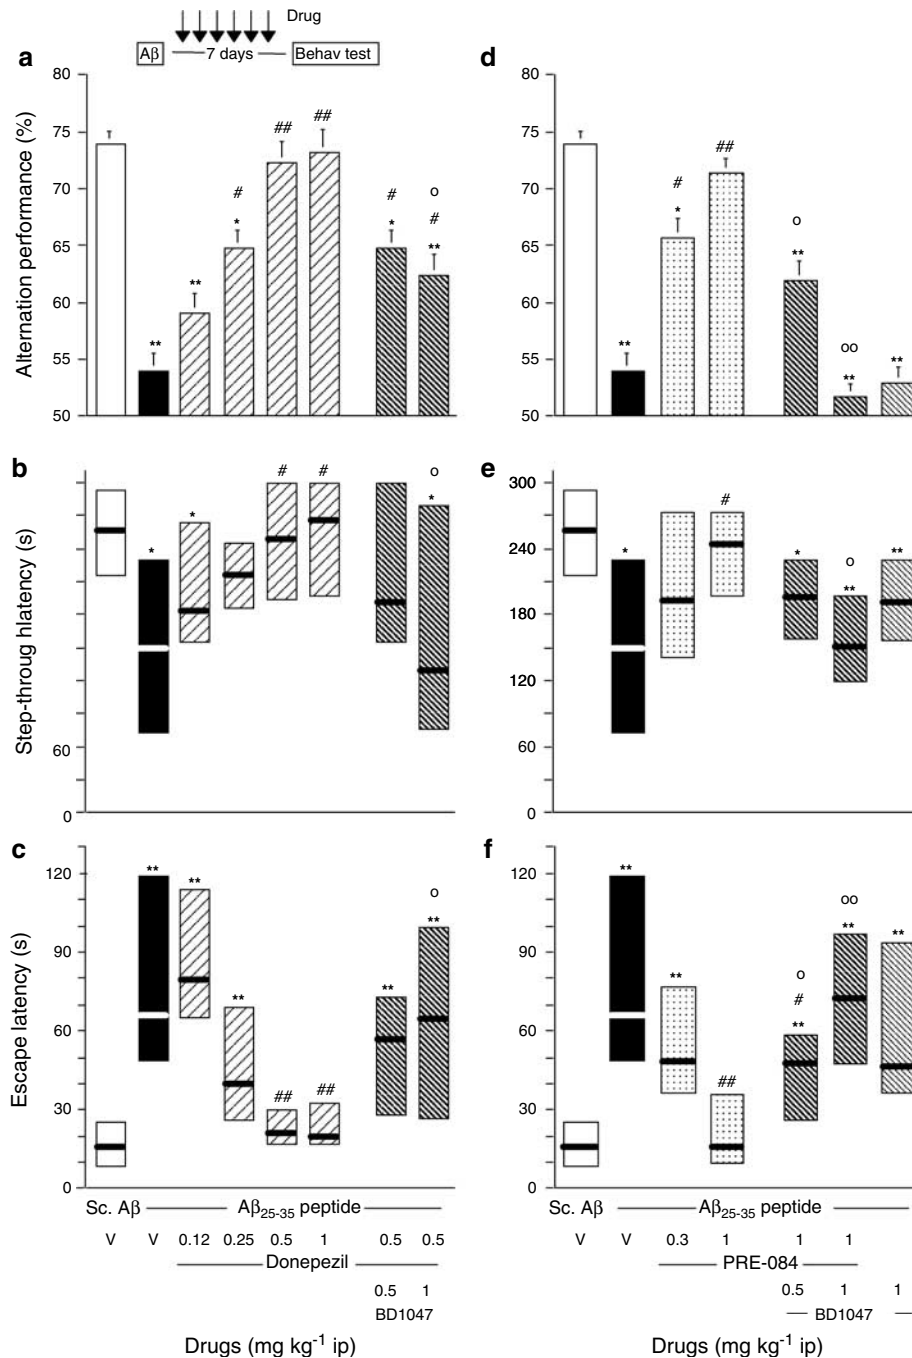 Drug
Aβ 7 days Behav test
a
80
75
70
65
60
55
50
Alternation performance (%)
**
**
*
#
##
##
*
#
**
#
o
d
80
75
70
65
60
55
50
**
*
#
##
**
o
**
oo
**
b
60
0
Step-throug hlatency (s)
*
*
#
#
*
o
e
300
240
180
120
60
0
*
#
*
**
o
**
c
120
90
60
30
0
Escape latency (s)
**
**
**
##
##
**
**
o
f
120
90
60
30
0
**
**
##
**
#
o
**
oo
**
Sc. Aβ Aβ25-35 peptide
V V 0.12 0.25 0.5 1 0.5 0.5
Donepezil
0.5 1
BD1047
Drugs (mg kg-1 ip)
Sc. Aβ Aβ25-35 peptide
V V 0.3 1 1 1
PRE-084
0.5 1 1
BD1047
Drugs (mg kg-1 ip)